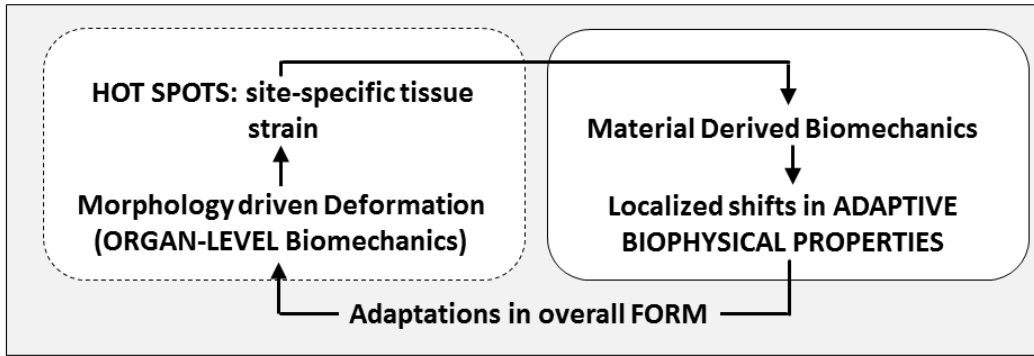 HOT SPOTS: site-specific tissue
strain
Morphology driven Deformation
(ORGAN-LEVEL Biomechanics)
Material Derived Biomechanics
Localized shifts in ADAPTIVE
BIOPHYSICAL PROPERTIES
Adaptations in overall FORM